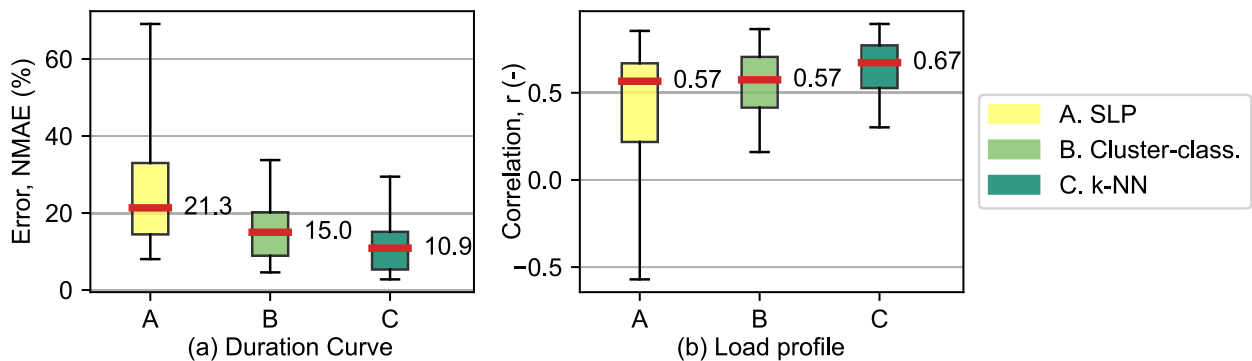 Error, NMAE (%)
60
40
20
0
21.3
15.0
10.9
A
B
C
(a) Duration Curve
Correlation, r (-)
0.5
0.0
−0.5
0.57
0.57
0.67
A
B
C
(b) Load profile
A. SLP
B. Cluster-class.
C. k-NN